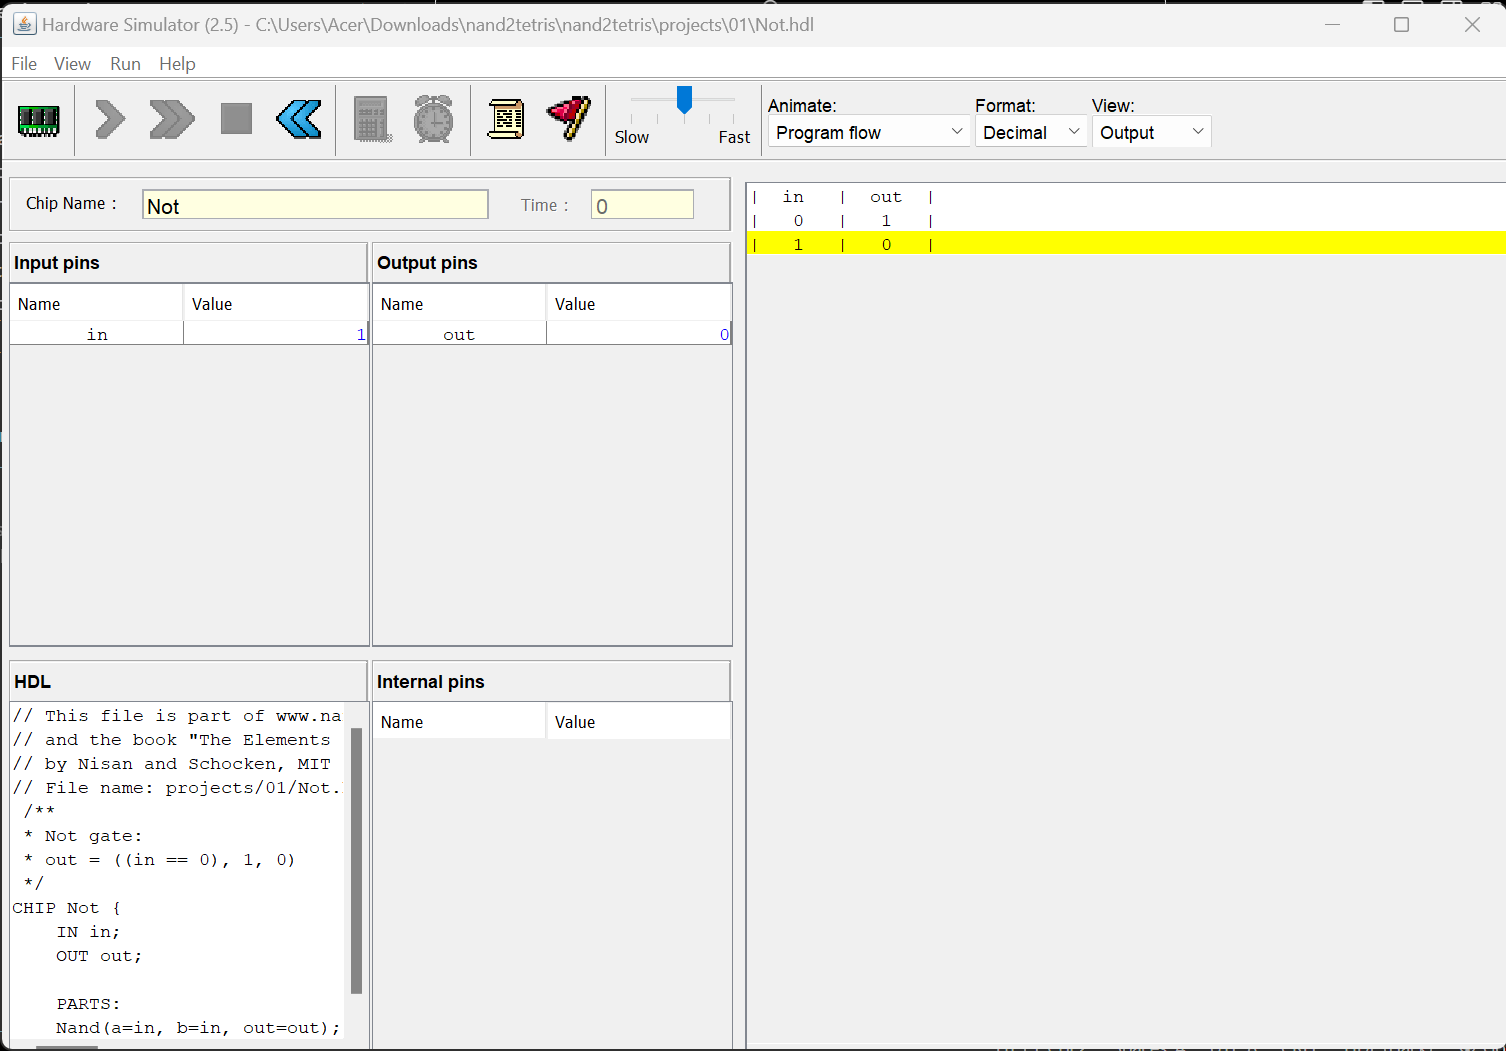 Hardware Simulator (2.5) - C:\Users\Acer\Downloads\nand2tetris\nand2tetris\projects\01\Not.hdl
File View Run Help
Slow Fast
Animate: Format: View:
Program flow Decimal Output
Chip Name : Not Time : 0
Input pins
Name Value
in 1
Output pins
Name Value
out 0
HDL
// This file is part of www.na
// and the book "The Elements
// by Nisan and Schocken, MIT
// File name: projects/01/Not.
/**
* Not gate:
* out = ((in == 0), 1, 0)
*/
CHIP Not {
IN in;
OUT out;
PARTS:
Nand(a=in, b=in, out=out);
Internal pins
Name Value
| in | out |
| 0 | 1 |
| 1 | 0 |